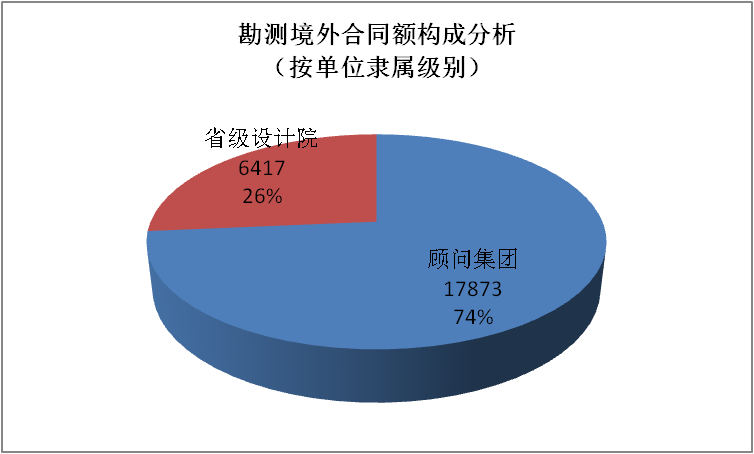 勘测境外合同额构成分析
（按单位隶属级别）
省级设计院
6417
26%
顾问集团
17873
74%